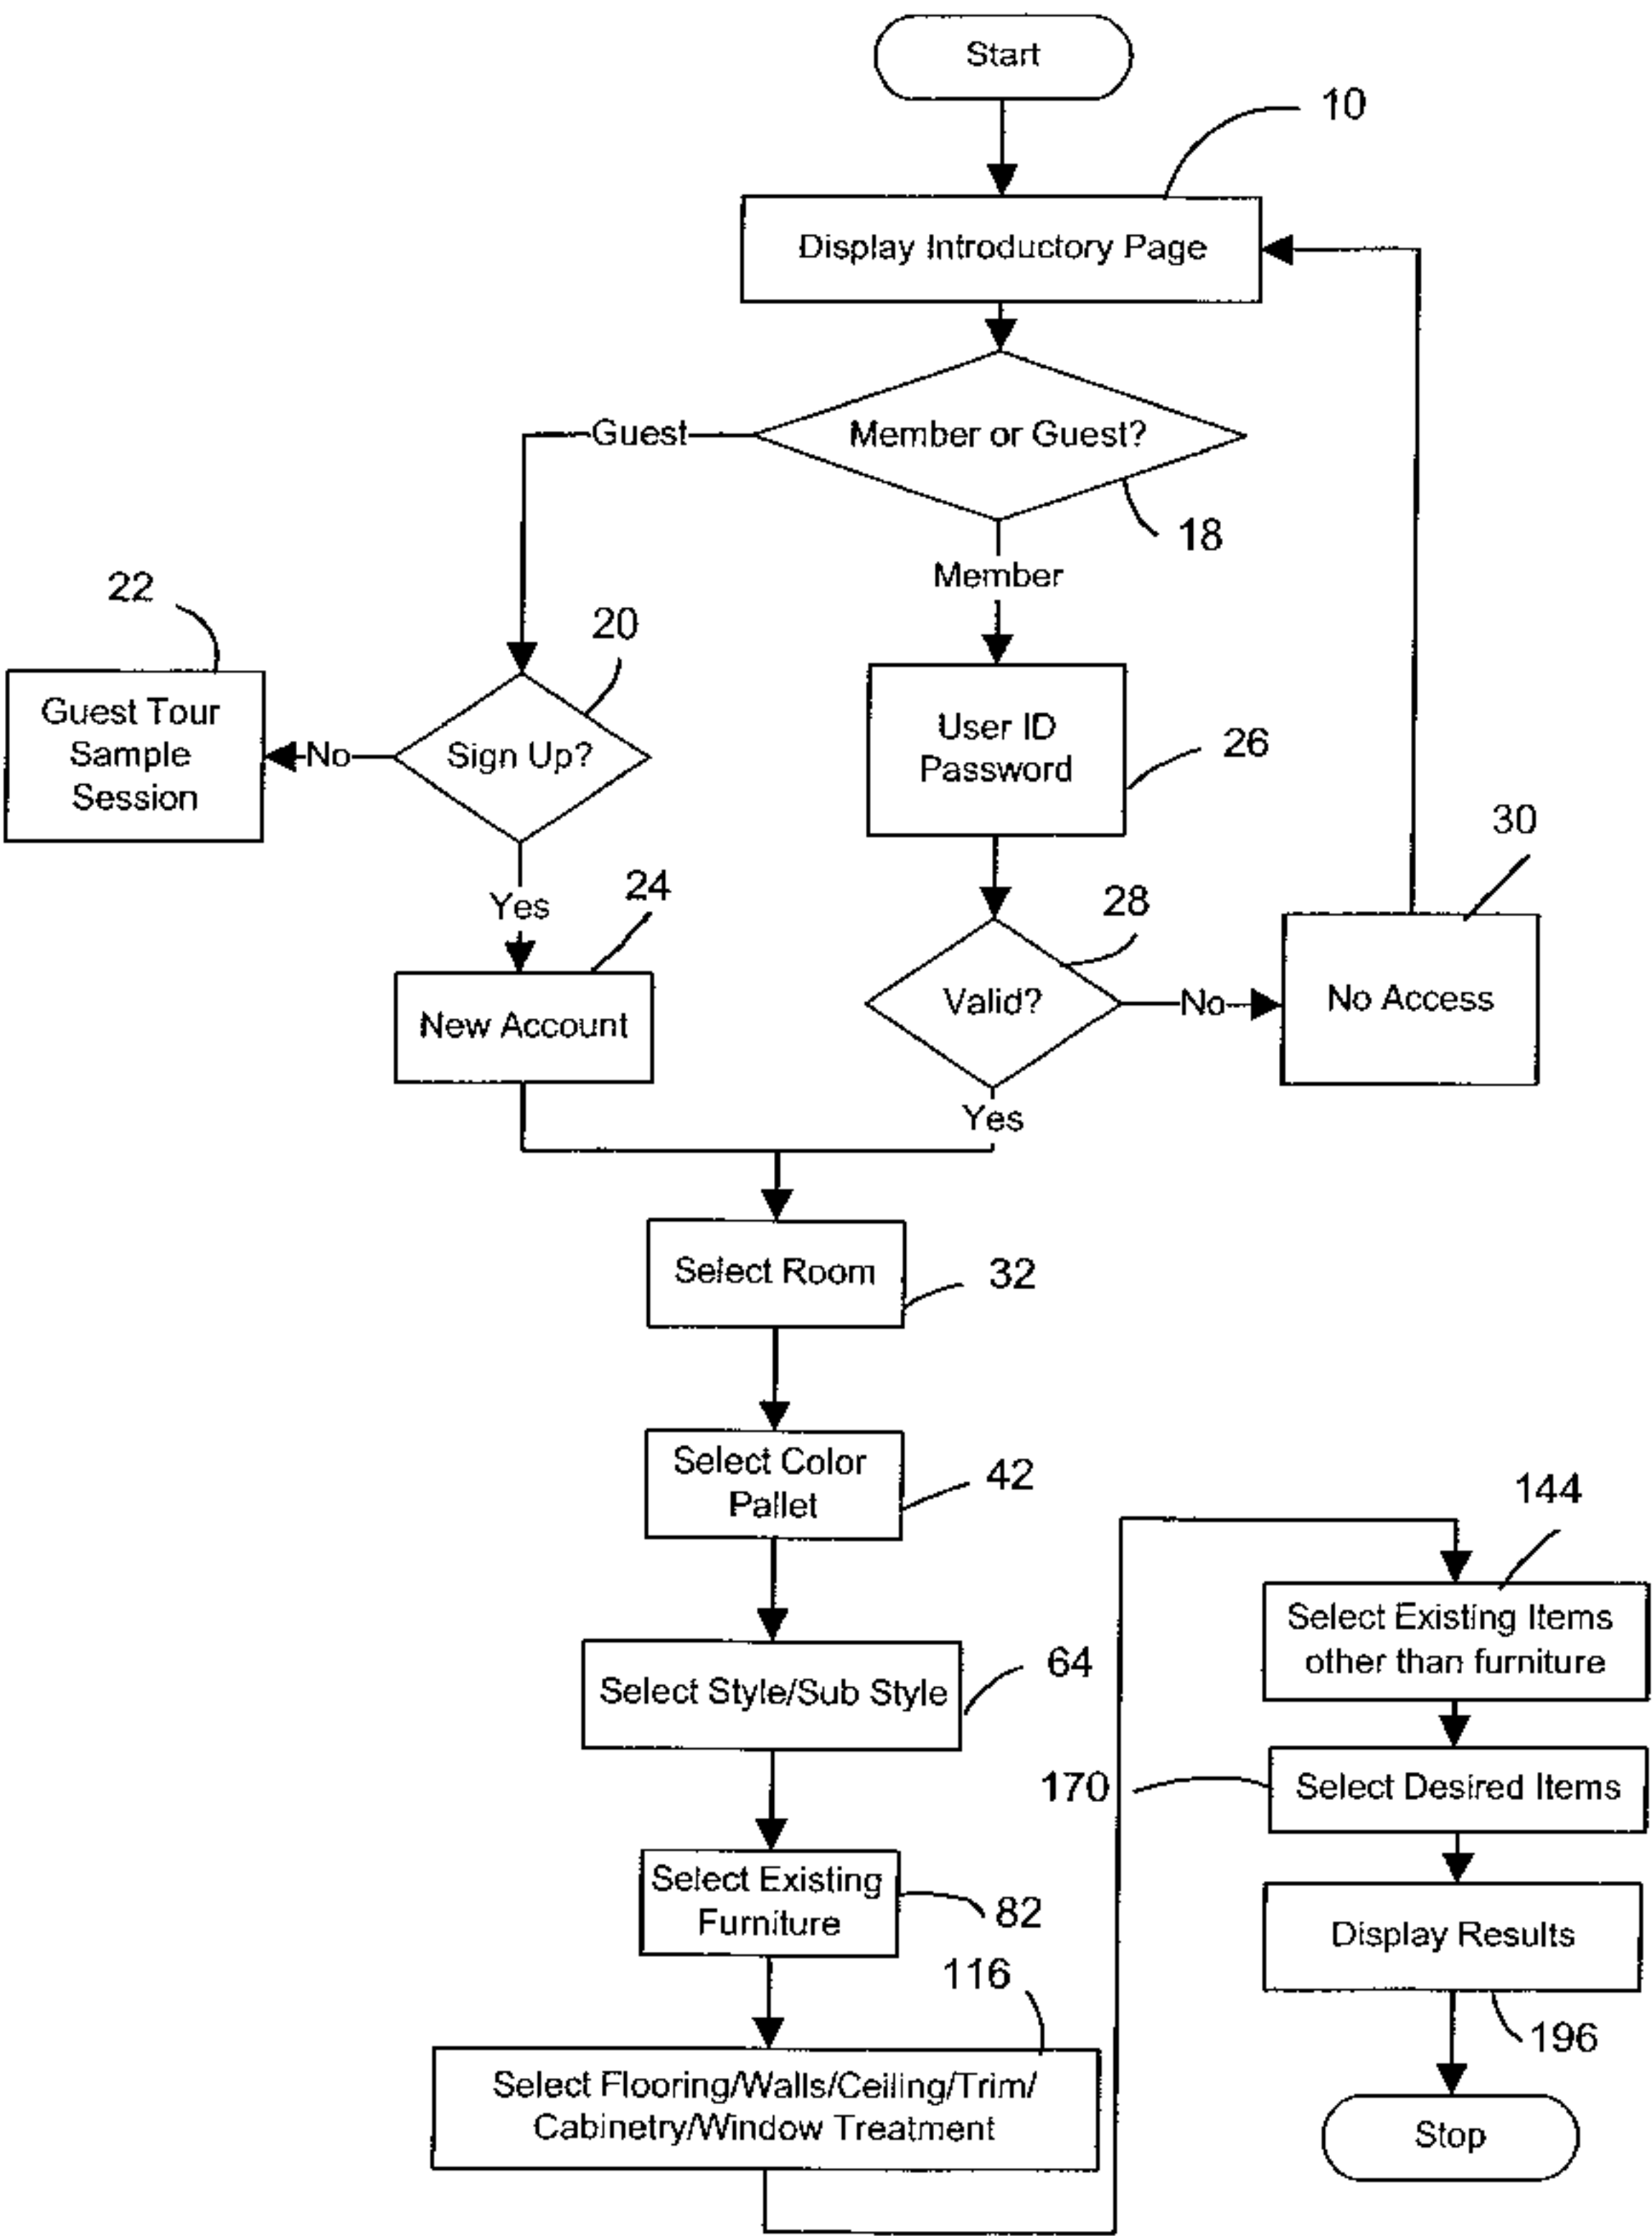 Start
10
Display Introductory Page
Guest
Member or Guest?
18
Member
22
20
Guest Tour
Sample
Session
No
Sign Up?
User ID
Password
26
30
Yes
24
28
New Account
Valid?
No
No Access
Yes
Select Room
32
Select Color
Pallet
42
144
Select Existing Items
other than furniture
Select Style/Sub Style
64
170
Select Desired Items
Select Existing
Furniture
82
Display Results
116
196
Select Flooring/Walls/Ceiling/Trim/
Cabinetry/Window Treatment
Stop